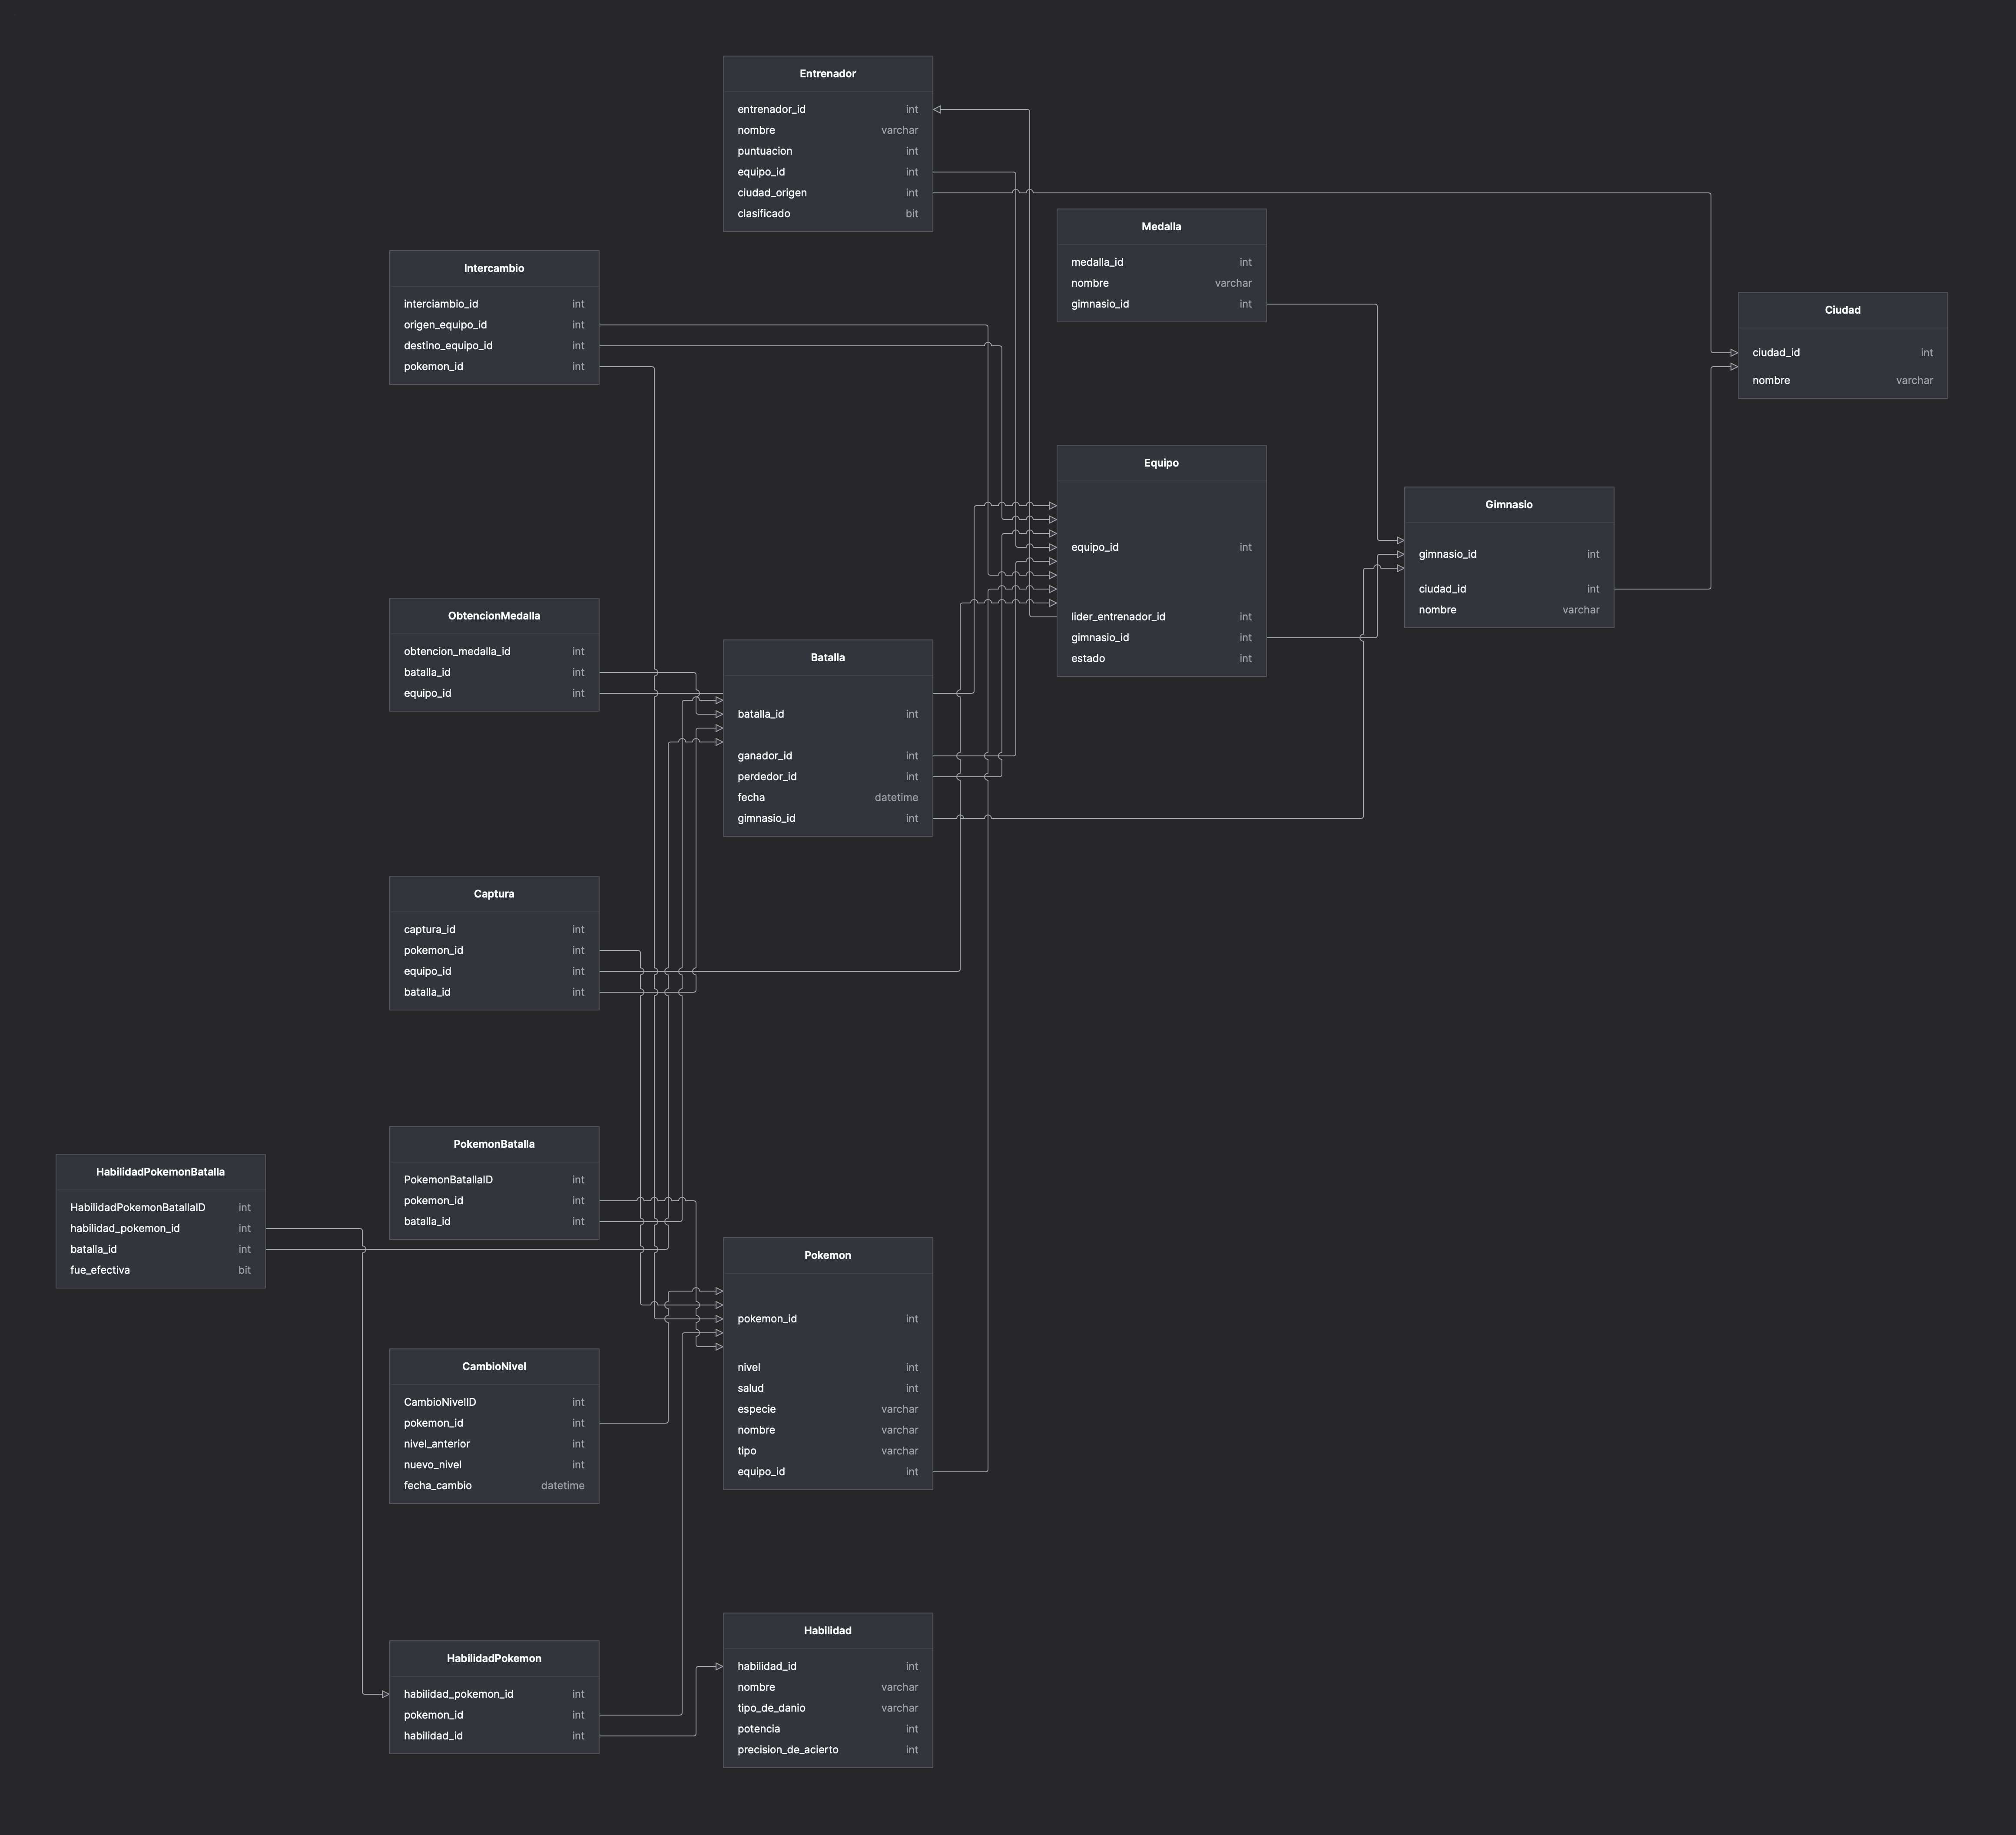 Entrenador
entrenador_id int
nombre varchar
puntuacion int
equipo_id int
ciudad_origen int
clasificado bit
Medalla
medalla_id int
nombre varchar
gimnasio_id int
Intercambio
interciambio_id int
origen_equipo_id int
destino_equipo_id int
pokemon_id int
Ciudad
ciudad_id int
nombre varchar
Equipo
equipo_id int
lider_entrenador_id int
gimnasio_id int
estado int
Gimnasio
gimnasio_id int
ciudad_id int
nombre varchar
ObtencionMedalla
obtencion_medalla_id int
batalla_id int
equipo_id int
Batalla
batalla_id int
ganador_id int
perdedor_id int
fecha datetime
gimnasio_id int
Captura
captura_id int
pokemon_id int
equipo_id int
batalla_id int
PokemonBatalla
PokemonBatallaID int
pokemon_id int
batalla_id int
HabilidadPokemonBatalla
HabilidadPokemonBatallaID int
habilidad_pokemon_id int
batalla_id int
fue_efectiva bit
Pokemon
pokemon_id int
nivel int
salud int
especie varchar
nombre varchar
tipo varchar
equipo_id int
CambioNivel
CambioNivelID int
pokemon_id int
nivel_anterior int
nuevo_nivel int
fecha_cambio datetime
Habilidad
habilidad_id int
nombre varchar
tipo_de_danio varchar
potencia int
precision_de_acierto int
HabilidadPokemon
habilidad_pokemon_id int
pokemon_id int
habilidad_id int